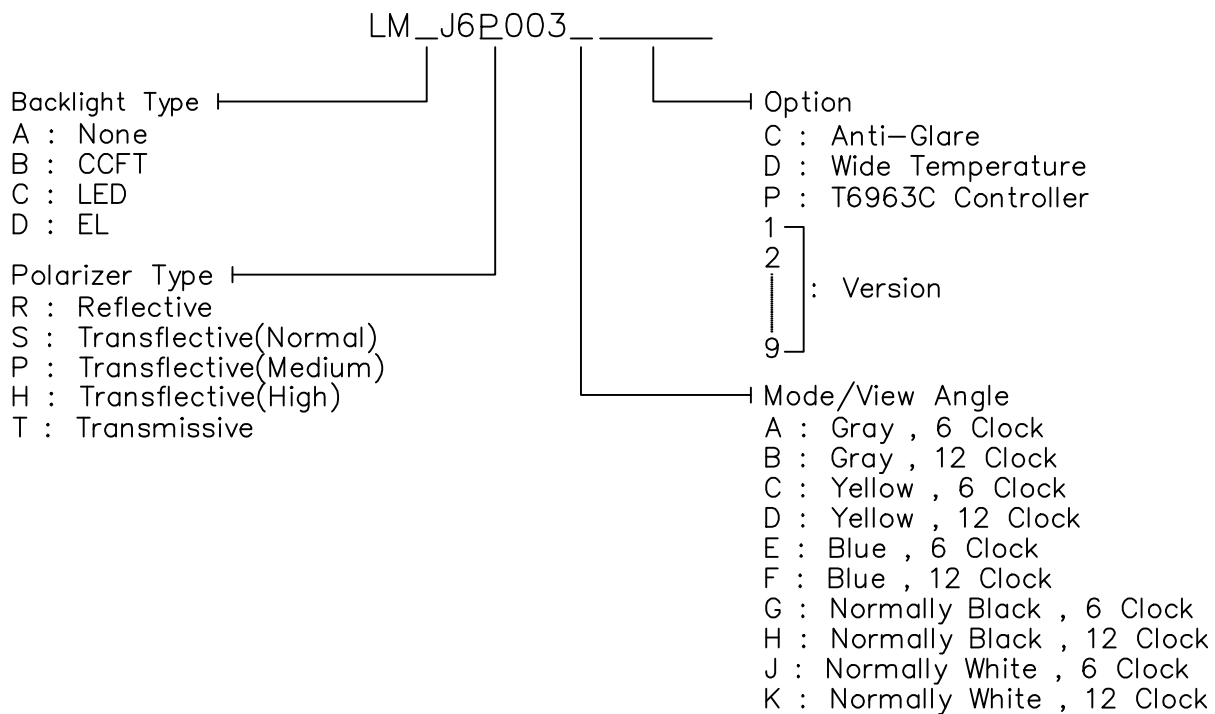 LM_J6P003_ _____
Backlight Type
A : None
B : CCFT
C : LED
D : EL
Polarizer Type
R : Reflective
S : Transflective(Normal)
P : Transflective(Medium)
H : Transflective(High)
T : Transmissive
Option
C : Anti-Glare
D : Wide Temperature
P : T6963C Controller
1
2
: Version
9
Mode/View Angle
A : Gray , 6 Clock
B : Gray , 12 Clock
C : Yellow , 6 Clock
D : Yellow , 12 Clock
E : Blue , 6 Clock
F : Blue , 12 Clock
G : Normally Black , 6 Clock
H : Normally Black , 12 Clock
J : Normally White , 6 Clock
K : Normally White , 12 Clock